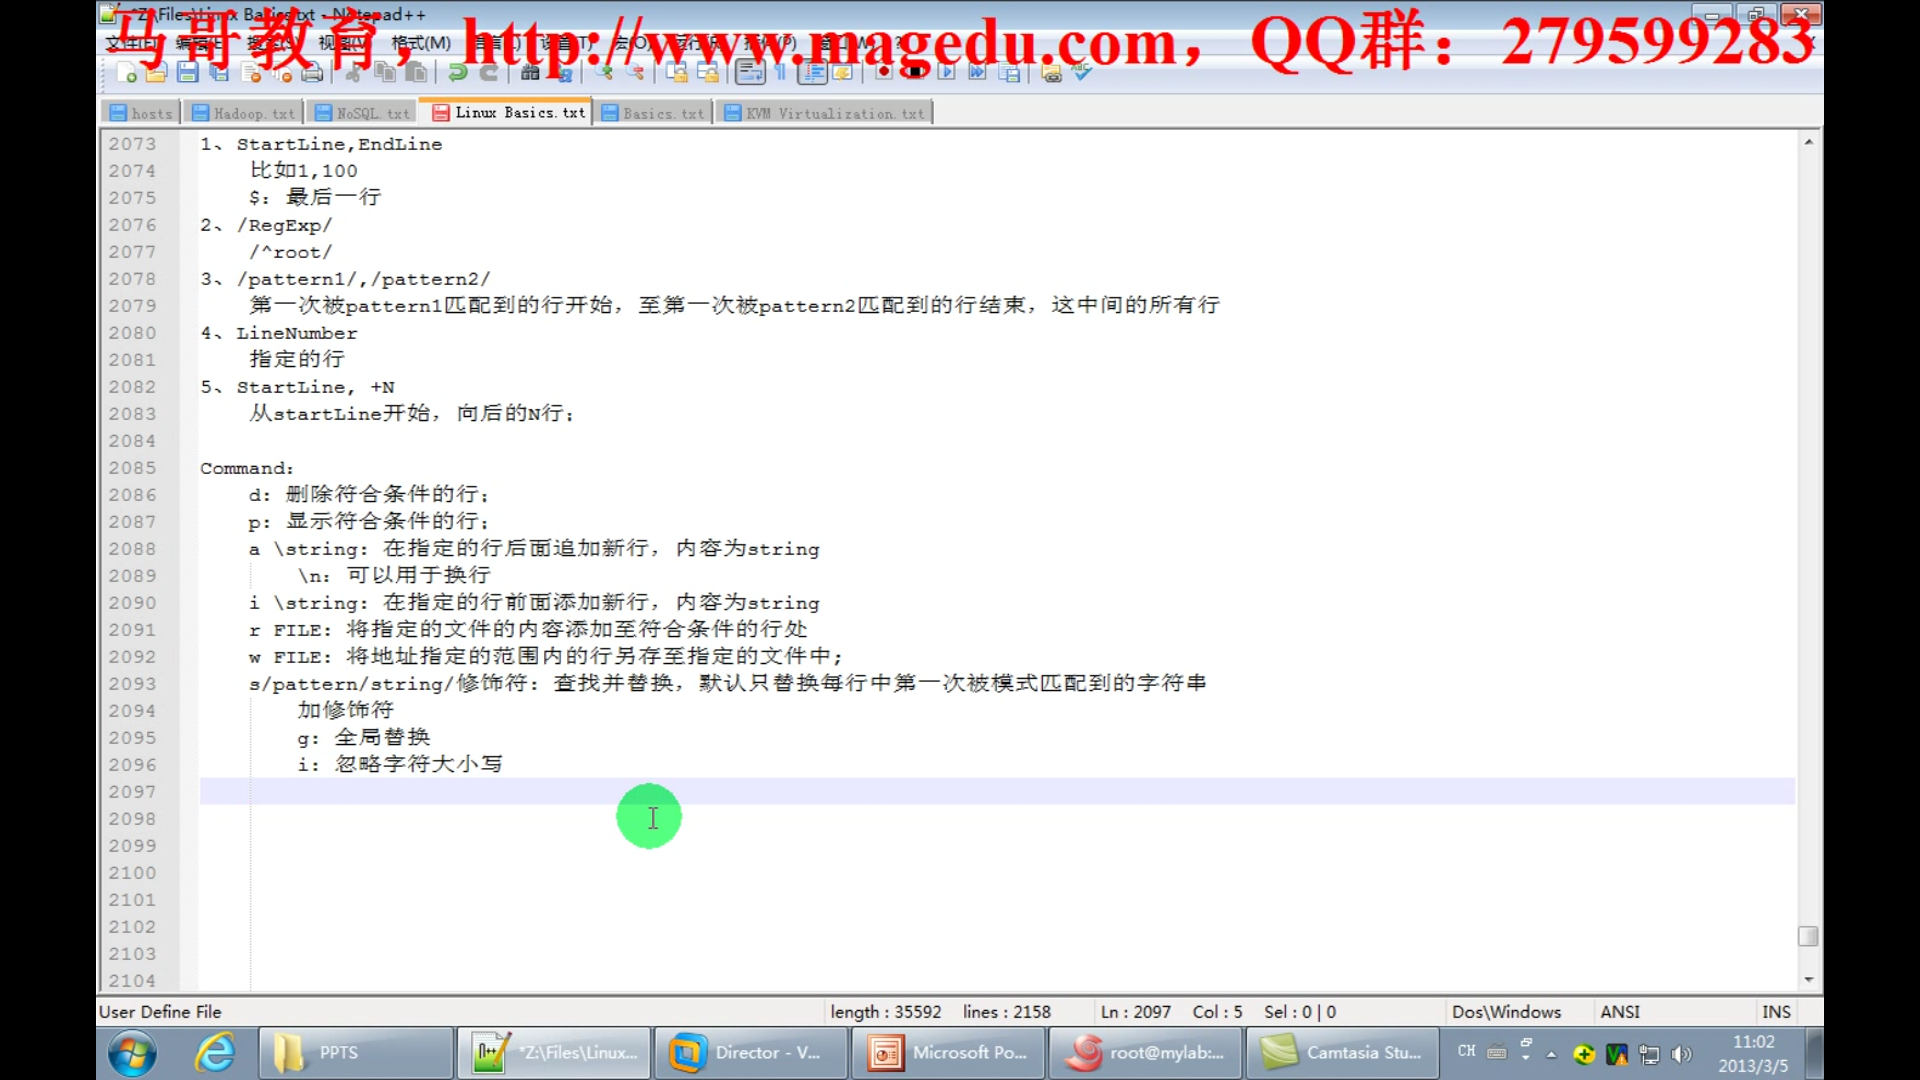 *Z:\Files\Linux Basics.txt - Notepad++
马哥教育，http://www.magedu.com，QQ群：279599283
hosts Hadoop.txt NoSQL.txt Linux Basics.txt Basics.txt KVM Virtualization.txt
2073 1、StartLine,EndLine
2074 比如1,100
2075 $: 最后一行
2076 2、/RegExp/
2077 /^root/
2078 3、/pattern1/,/pattern2/
2079 第一次被pattern1匹配到的行开始，至第一次被pattern2匹配到的行结束，这中间的所有行
2080 4、LineNumber
2081 指定的行
2082 5、StartLine, +N
2083 从startLine开始，向后的N行；
2084
2085 Command:
2086 d: 删除符合条件的行；
2087 p: 显示符合条件的行；
2088 a \string: 在指定的行后面追加新行，内容为string
2089 \n: 可以用于换行
2090 i \string: 在指定的行前面添加新行，内容为string
2091 r FILE: 将指定的文件的内容添加至符合条件的行处
2092 w FILE: 将地址指定的范围内的行另存至指定的文件中;
2093 s/pattern/string/修饰符: 查找并替换，默认只替换每行中第一次被模式匹配到的字符串
2094 加修饰符
2095 g: 全局替换
2096 i: 忽略字符大小写
2097
2098
2099
2100
2101
2102
2103
2104
User Define File length : 35592 lines : 2158 Ln : 2097 Col : 5 Sel : 0 | 0 Dos\Windows ANSI INS
PPTS *Z:\Files\Linux... Director - V... Microsoft Po... root@mylab:... Camtasia Stu... CH 11:02
2013/3/5